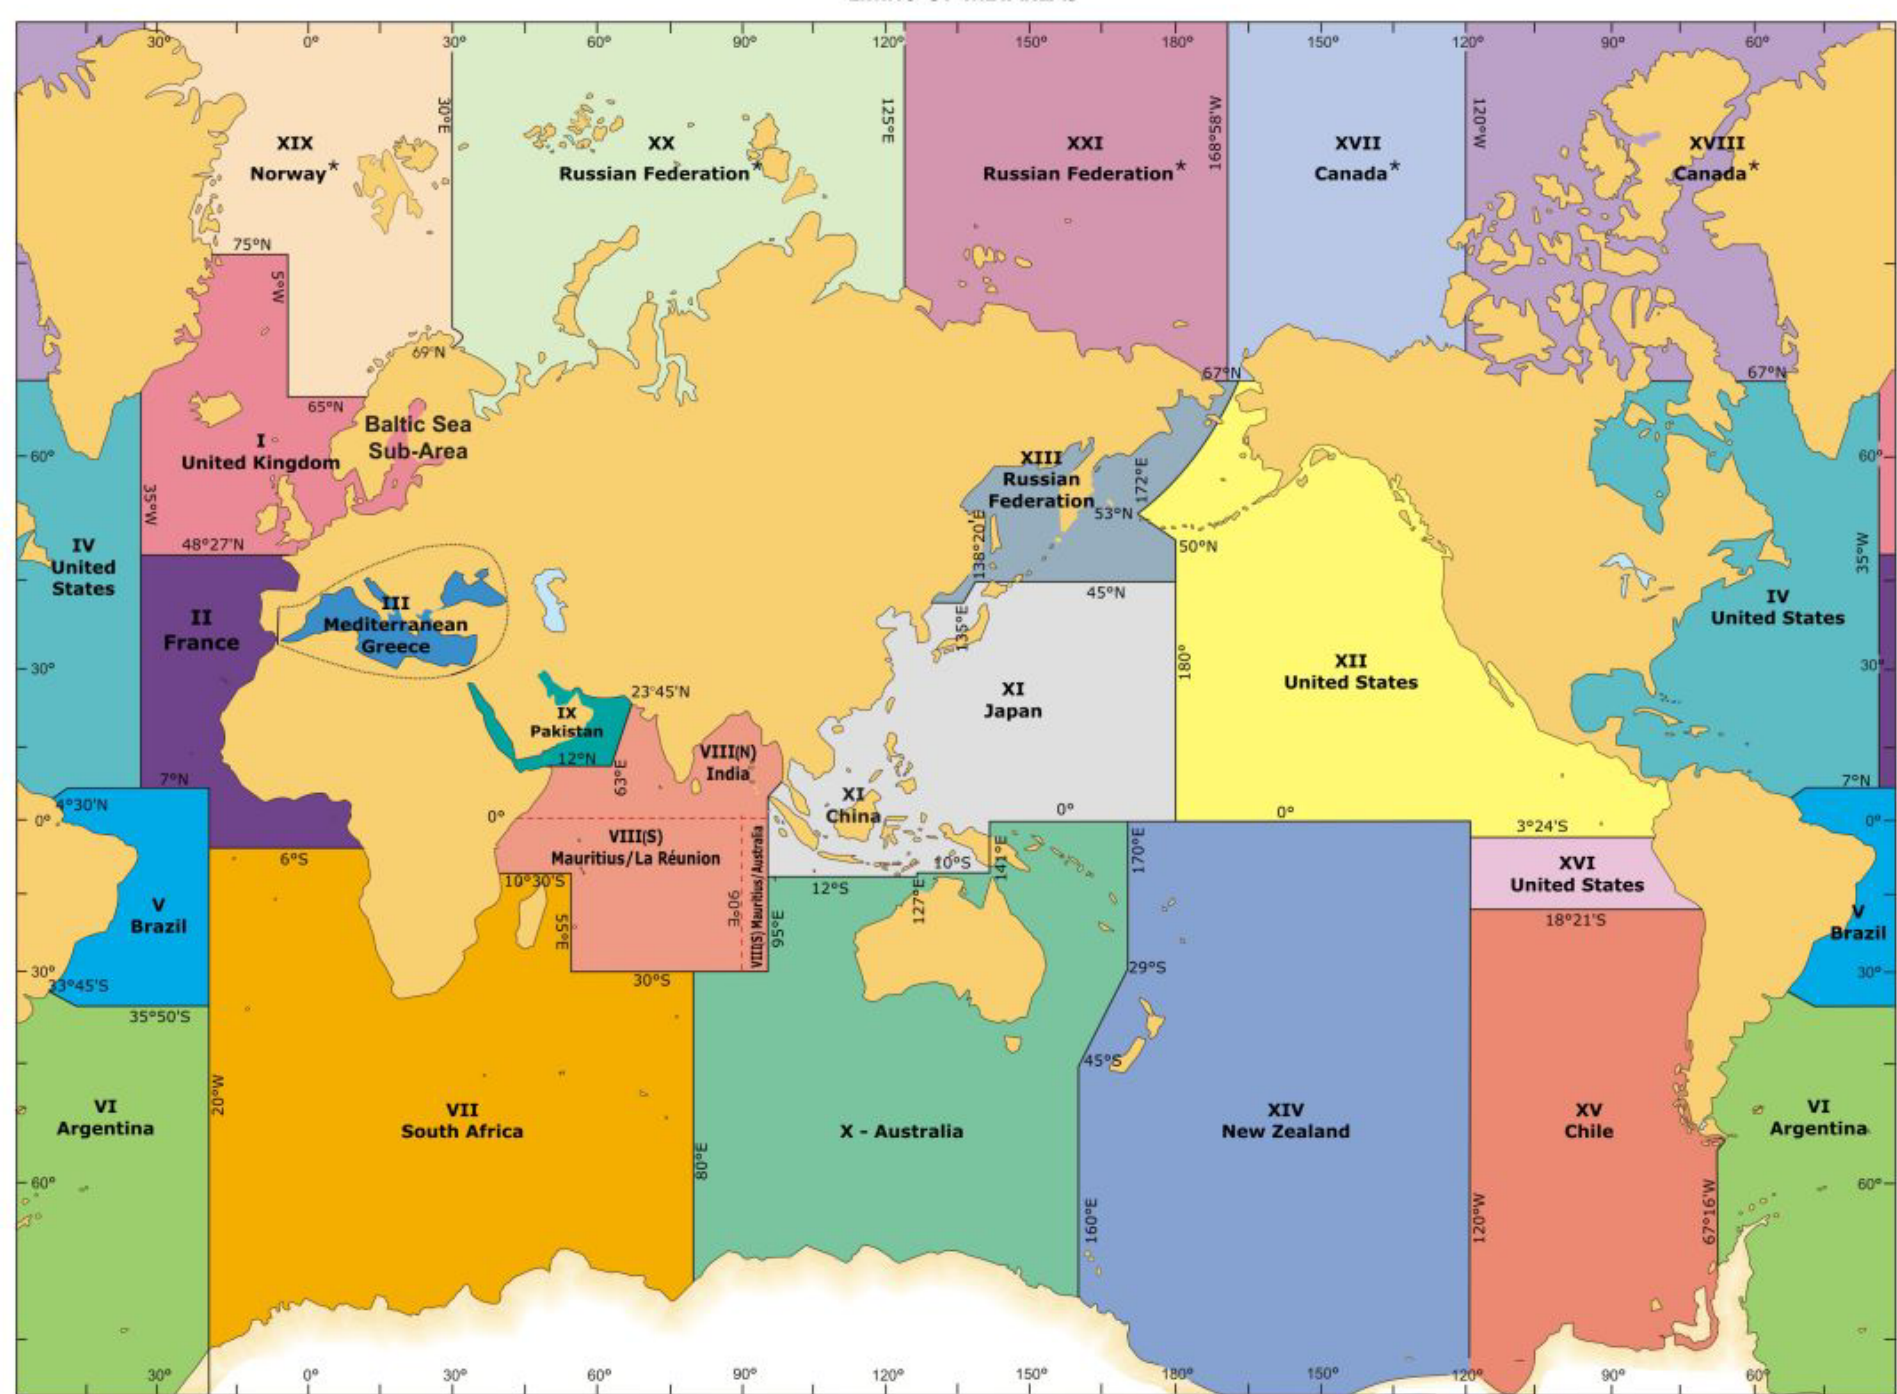 30°
0°
30°
60°
90°
120°
150°
180°
150°
120°
90°
60°
30°E
125°E
168°58'W
120°W
XIX
Norway*
XX
Russian Federation*
XXI
Russian Federation*
XVII
Canada*
XVIII
Canada*
75°N
5°W
69°N
65°N
67°N
67°N
Baltic Sea
Sub-Area
I
United Kingdom
35°W
48°27'N
60°
60°
XIII
Russian
Federation
172°E
53°N
138°20'E
50°N
45°N
135°E
IV
United
States
II
France
III
Mediterranean
Greece
35°W
IV
United States
30°
30°
180°
XII
United States
XI
Japan
23°45'N
IX
Pakistan
12°N
63°E
VIII(N)
India
7°N
7°N
4°30'N
0°
0°
XI
China
0°
0°
0°
3°24'S
VIII(S)
Mauritius/La Réunion
VIII(S) Mauritius/Australia
6°S
10°30'S
55°E
90°E
95°E
12°S
10°S
127°E
141°E
170°E
XVI
United States
18°21'S
V
Brazil
V
Brazil
30°
30°
33°45'S
35°50'S
30°S
29°S
45°S
20°W
80°E
160°E
120°W
67°16'W
VI
Argentina
VII
South Africa
X - Australia
XIV
New Zealand
XV
Chile
VI
Argentina
60°
60°
30°
0°
30°
60°
90°
120°
150°
180°
150°
120°
90°
60°